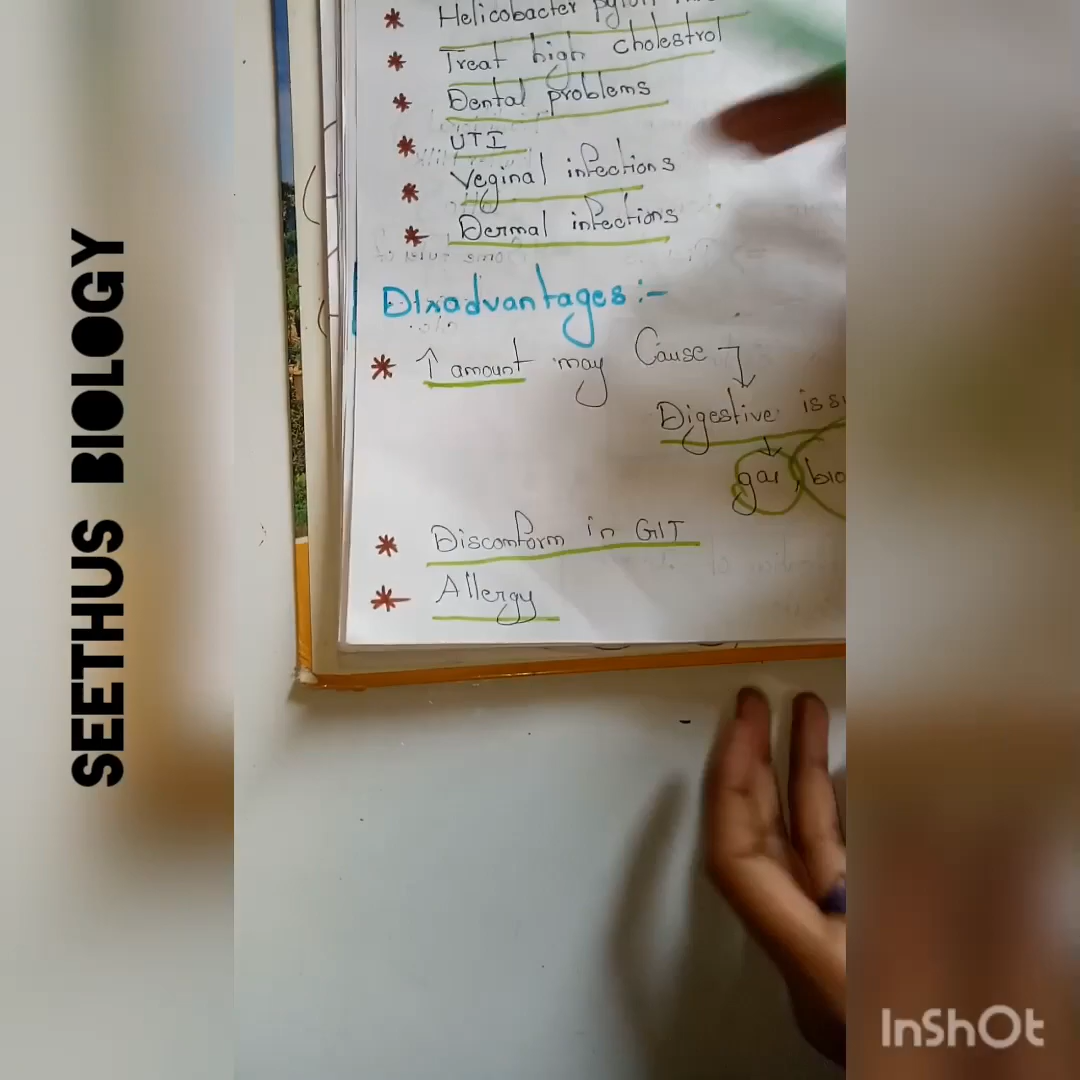 * Helicobacter
* Treat high cholestrol
* Dental problems
* UTI
* Veginal infections
* Dermal infections
Disadvantages :-
* ↑ amount may Cause
Digestive
gas,
* Discomform in GIT
* Allergy
SEETHUS BIOLOGY
InShOt